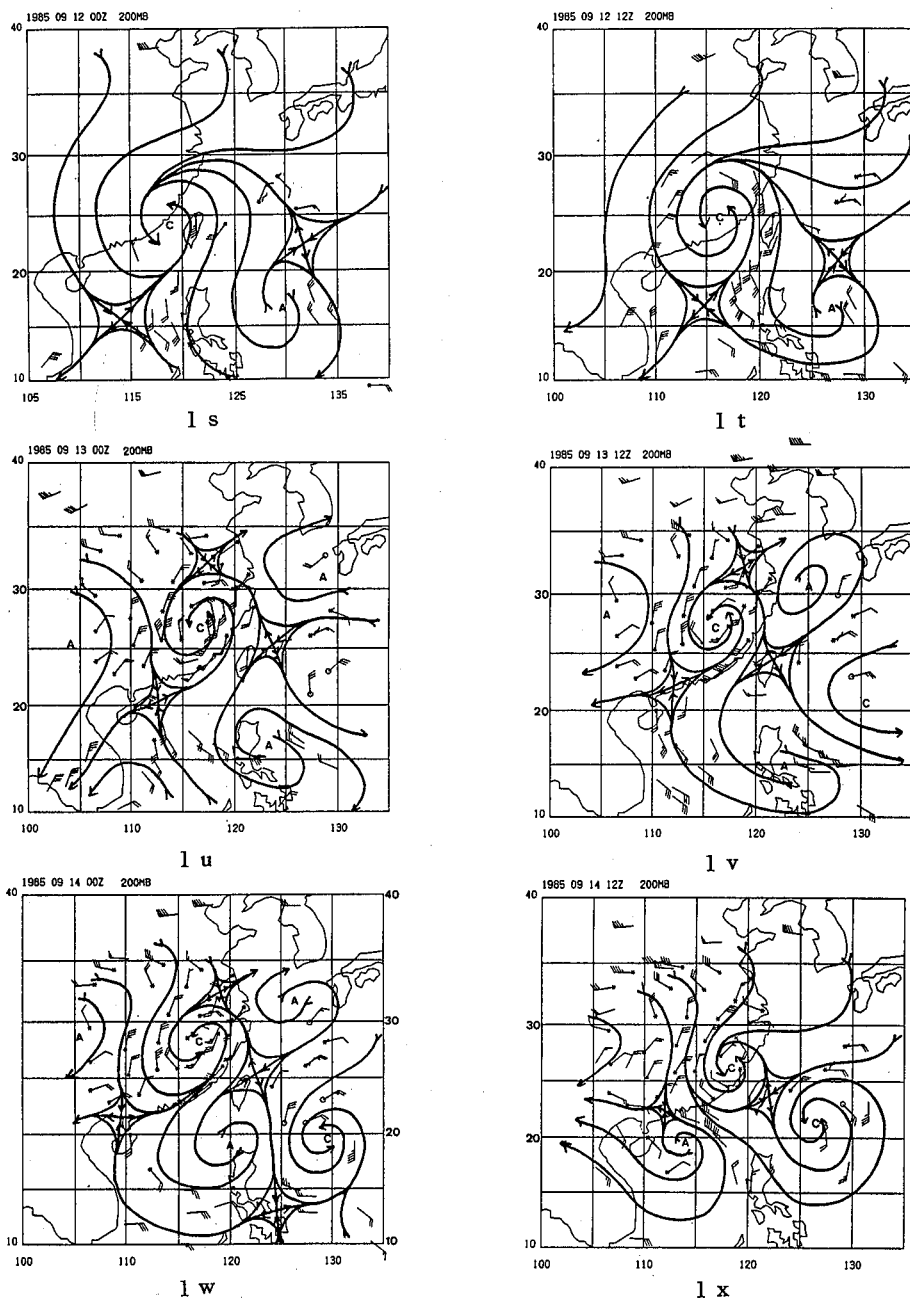 1985 09 12 00Z 200MB
40
30
20
10
C
A
105 115 120 125 135
1 s
1985 09 12 12Z 200MB
40
30
20
10
C
A
100 110 120 130
1 t
1985 09 13 00Z 200MB
40
30
20
10
A
A
C
A
100 110 120 130
1 u
1985 09 13 12Z 200MB
40
30
20
10
A
A
C
C
A
100 110 120 130
1 v
1985 09 14 00Z 200MB
40 40
30 30
20 20
10 10
A
A
C
A
C
100 110 120 130
1 w
1985 09 14 12Z 200MB
40
30
20
10
C
C
A
100 110 120 130
1 x